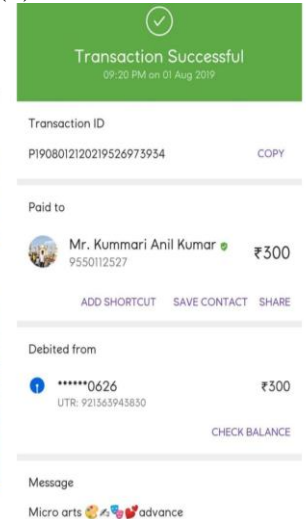 Transaction Successful
09:20 PM on 01 Aug 2019
Transaction ID
P1908012120219526973934 COPY
Paid to
Mr. Kummari Anil Kumar ₹300
9550112527
ADD SHORTCUT SAVE CONTACT SHARE
Debited from
******0626 ₹300
UTR: 921363943830
CHECK BALANCE
Message
Micro arts 🎨✍🎭💕 advance